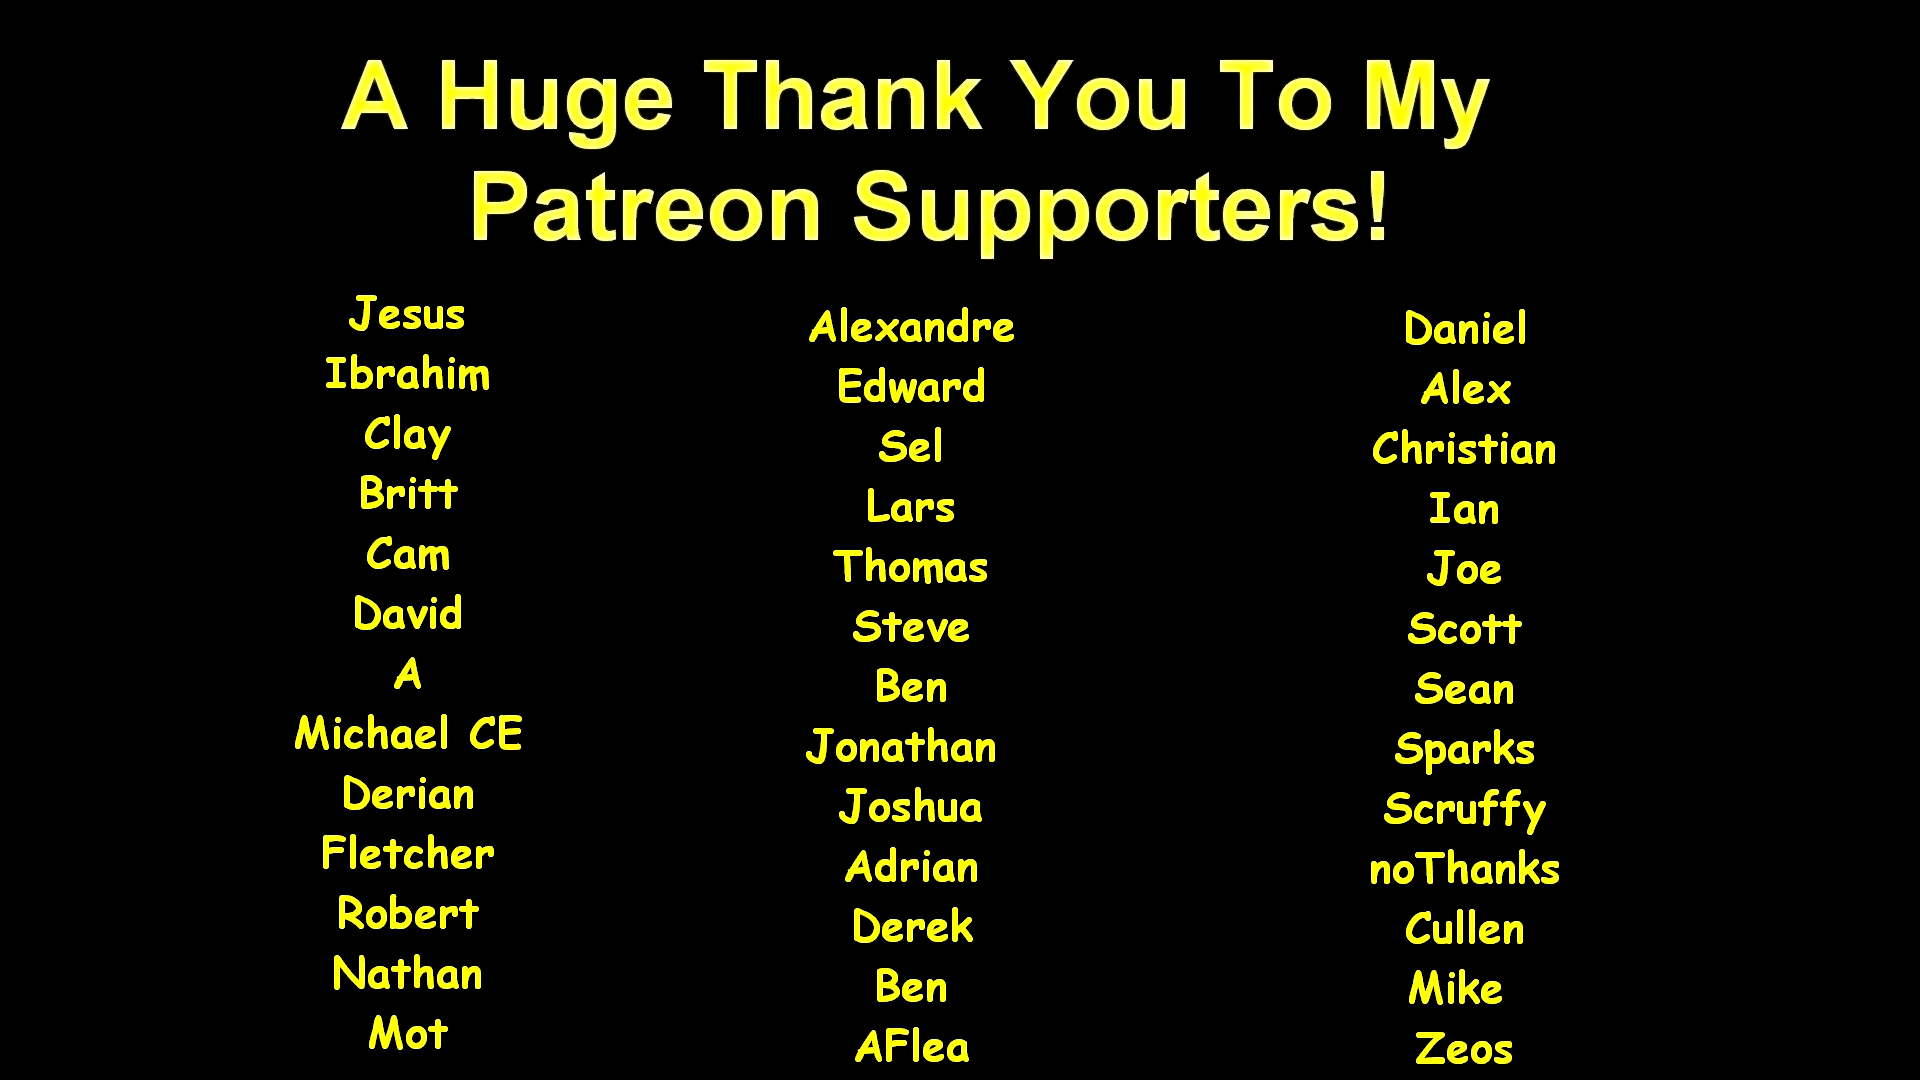 A Huge Thank You To My
Patreon Supporters!
Jesus
Ibrahim
Clay
Britt
Cam
David
A
Michael CE
Derian
Fletcher
Robert
Nathan
Mot
Alexandre
Edward
Sel
Lars
Thomas
Steve
Ben
Jonathan
Joshua
Adrian
Derek
Ben
AFlea
Daniel
Alex
Christian
Ian
Joe
Scott
Sean
Sparks
Scruffy
noThanks
Cullen
Mike
Zeos